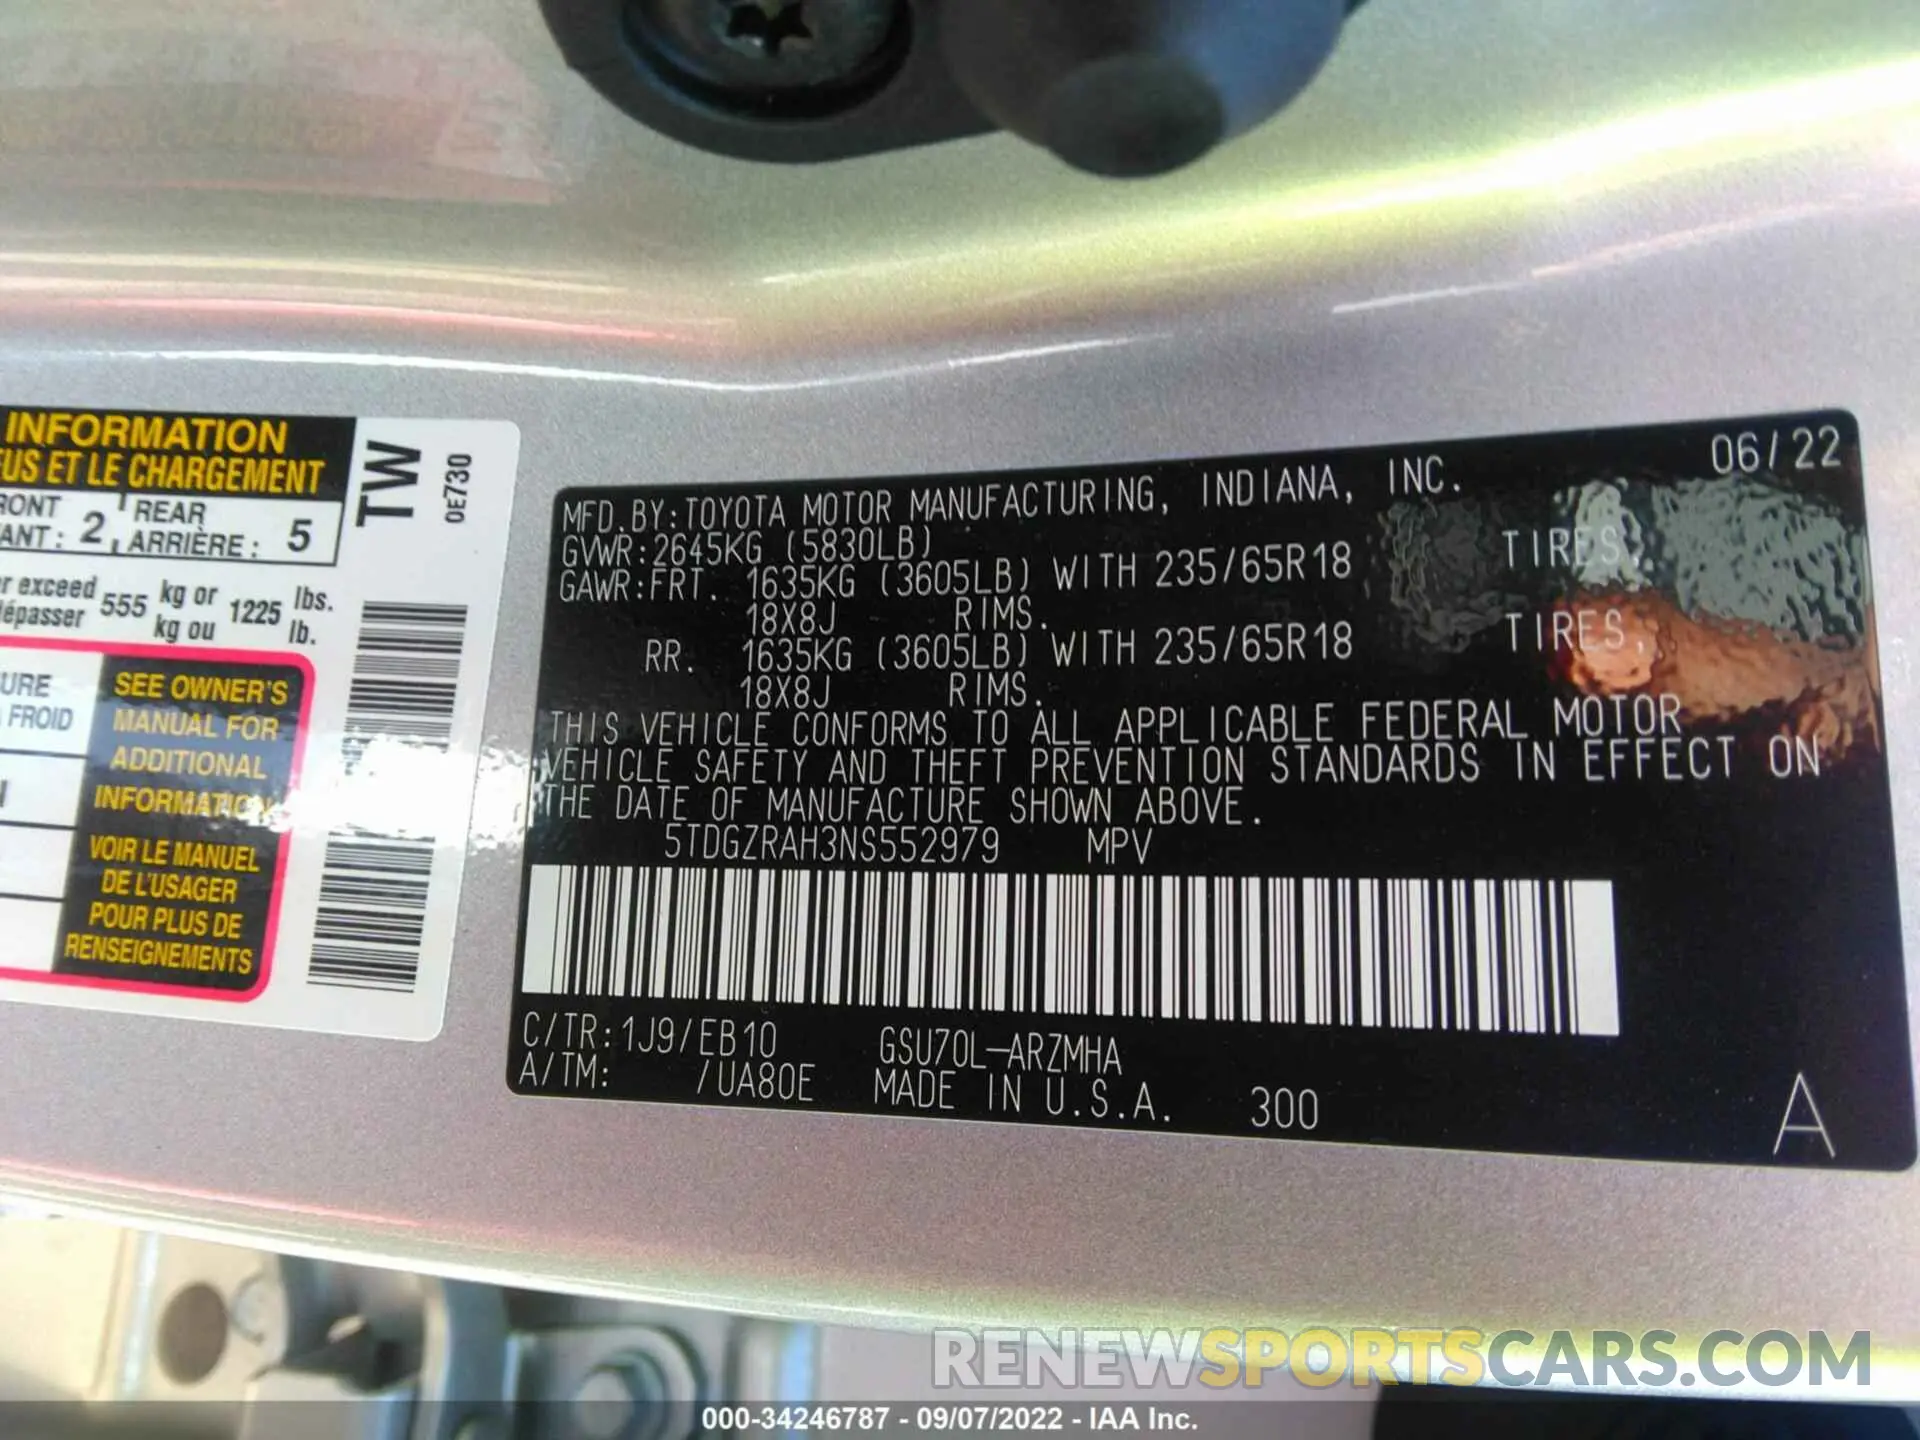 INFORMATION
EUS ET LE CHARGEMENT
TW
0E730
RONT
ANT: 2
REAR
ARRIÈRE: 5
er exceed
dépasser 555 kg or 1225 lbs.
kg ou lb.
URE
FROID
SEE OWNER'S
MANUAL FOR
ADDITIONAL
INFORMATION
VOIR LE MANUEL
DE L'USAGER
POUR PLUS DE
RENSEIGNEMENTS
06/22
MFD.BY:TOYOTA MOTOR MANUFACTURING, INDIANA, INC.
GVWR:2645KG (5830LB)
GAWR:FRT. 1635KG (3605LB) WITH 235/65R18 TIRES,
18X8J RIMS.
RR. 1635KG (3605LB) WITH 235/65R18 TIRES,
18X8J RIMS.
THIS VEHICLE CONFORMS TO ALL APPLICABLE FEDERAL MOTOR
VEHICLE SAFETY AND THEFT PREVENTION STANDARDS IN EFFECT ON
THE DATE OF MANUFACTURE SHOWN ABOVE.
5TDGZRAH3NS552979 MPV
C/TR:1J9/EB10 GSU70L-ARZMHA
A/TM: /UA80E MADE IN U.S.A. 300
A
RENEWSPORTSCARS.COM
000-34246787 - 09/07/2022 - IAA Inc.